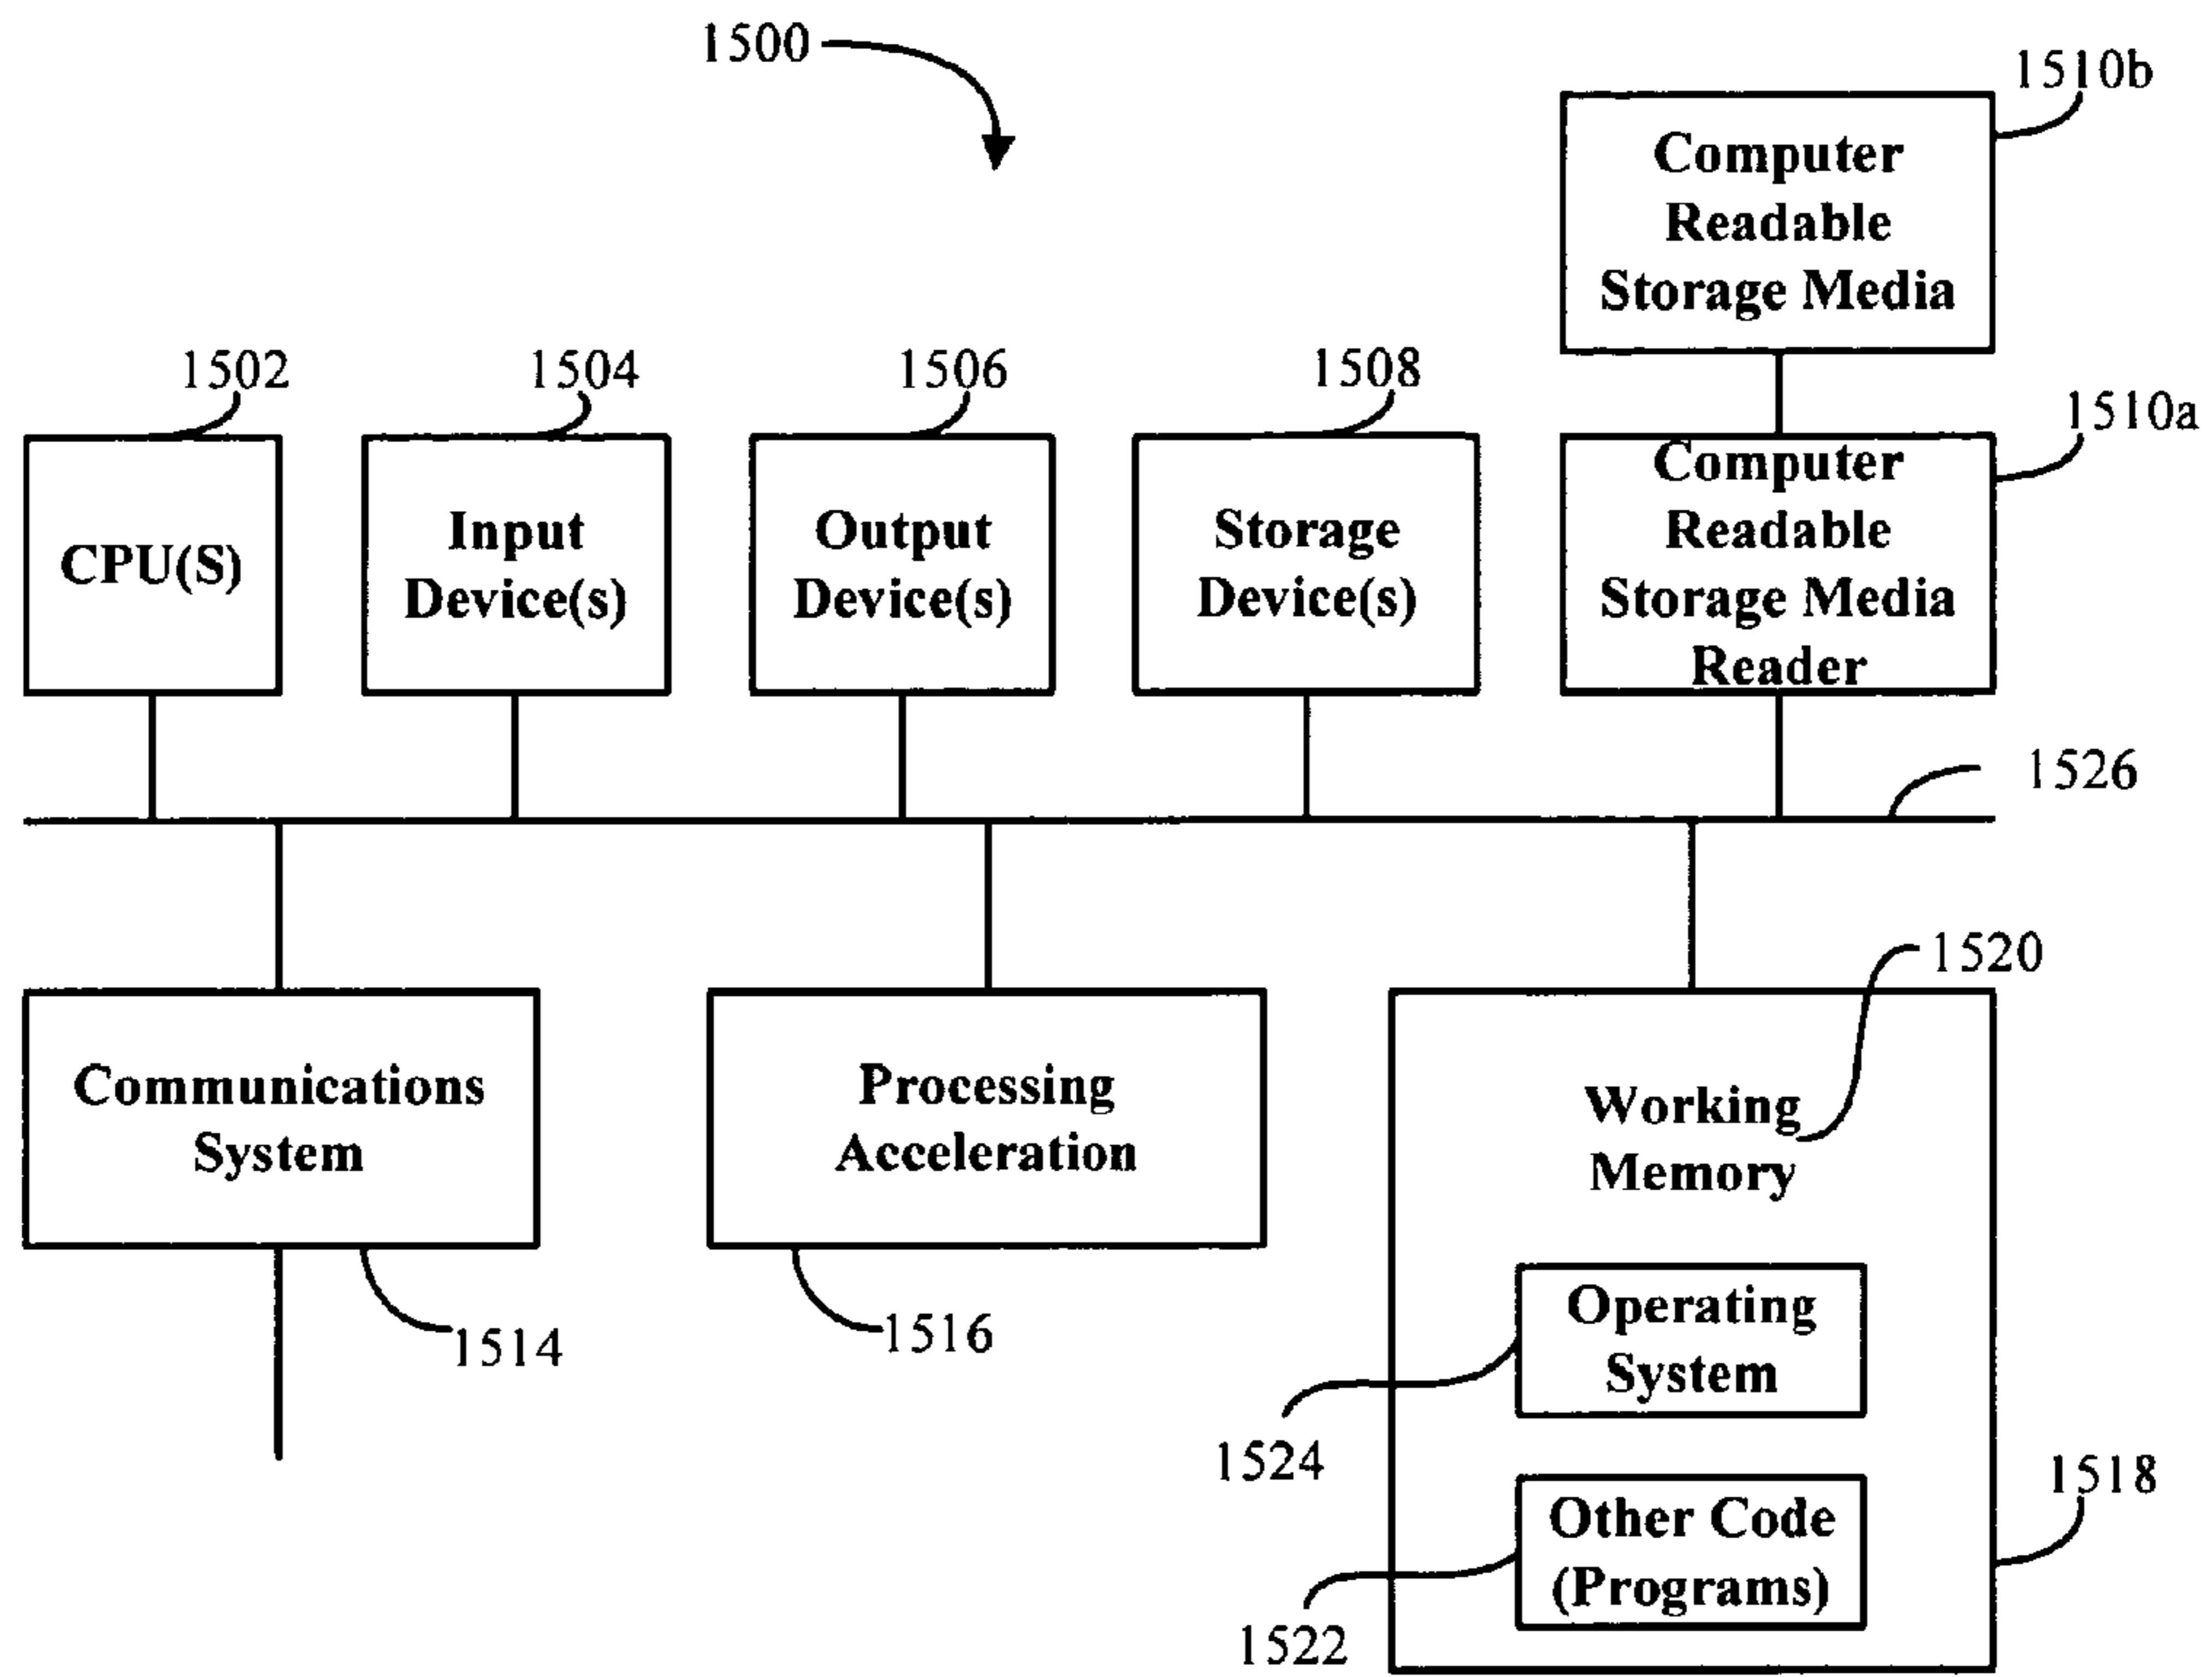 1500
1510b
Computer
Readable
Storage Media
1502
1504
1506
1508
1510a
CPU(S)
Input
Device(s)
Output
Device(s)
Storage
Device(s)
Computer
Readable
Storage Media
Reader
1526
1520
Communications
System
Processing
Acceleration
Working
Memory
1514
1516
Operating
System
1524
1518
Other Code
(Programs)
1522